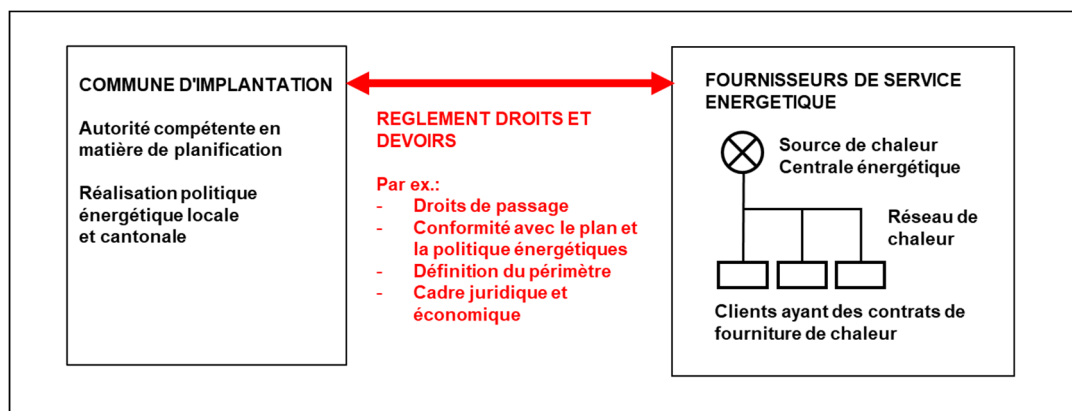 COMMUNE D'IMPLANTATION
Autorité compétente en
matière de planification
Réalisation politique
énergétique locale
et cantonale
REGLEMENT DROITS ET
DEVOIRS
Par ex.:
- Droits de passage
- Conformité avec le plan et
la politique énergétiques
- Définition du périmètre
- Cadre juridique et
économique
FOURNISSEURS DE SERVICE
ENERGETIQUE
Source de chaleur
Centrale énergétique
Réseau de
chaleur
Clients ayant des contrats de
fourniture de chaleur